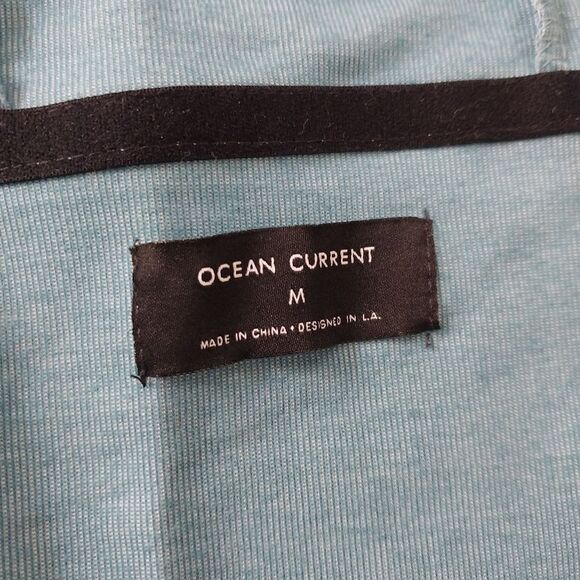 OCEAN CURRENT
M
MADE IN CHINA • DESIGNED IN L.A.